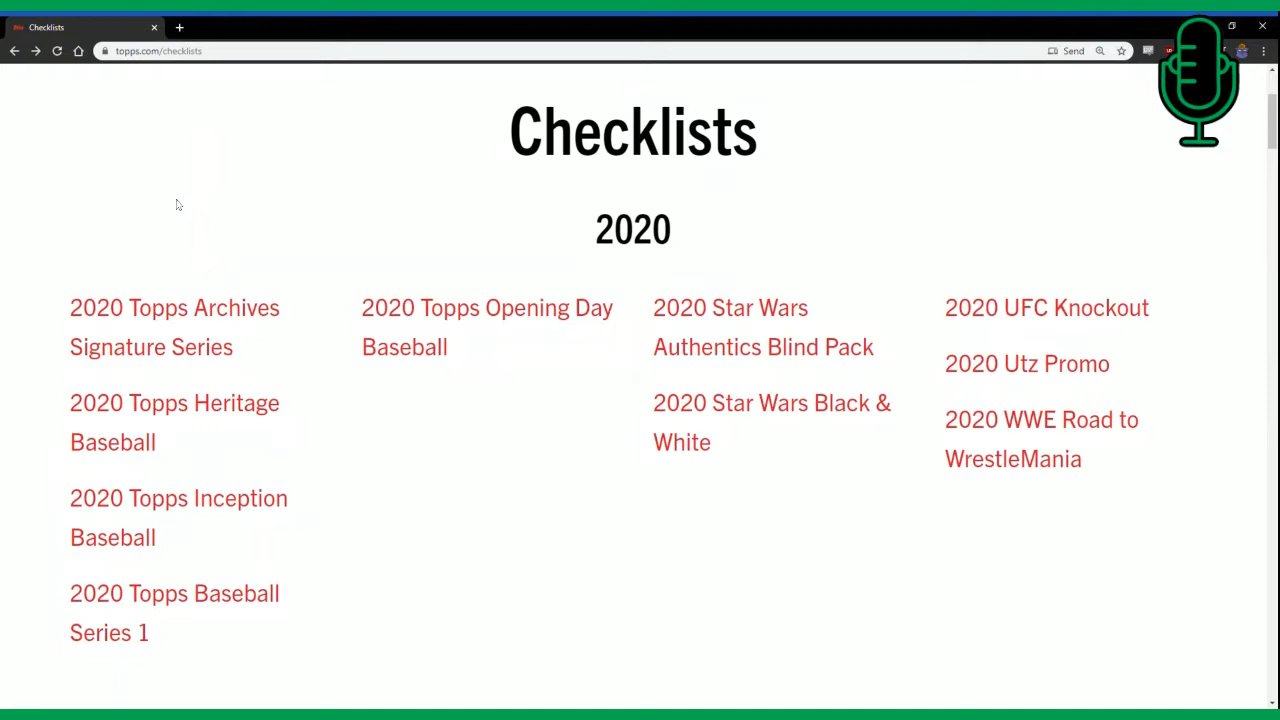 Checklists
topps.com/checklists
Send
Checklists
2020
2020 Topps Archives
Signature Series
2020 Topps Heritage
Baseball
2020 Topps Inception
Baseball
2020 Topps Baseball
Series 1
2020 Topps Opening Day
Baseball
2020 Star Wars
Authentics Blind Pack
2020 Star Wars Black &
White
2020 UFC Knockout
2020 Utz Promo
2020 WWE Road to
WrestleMania